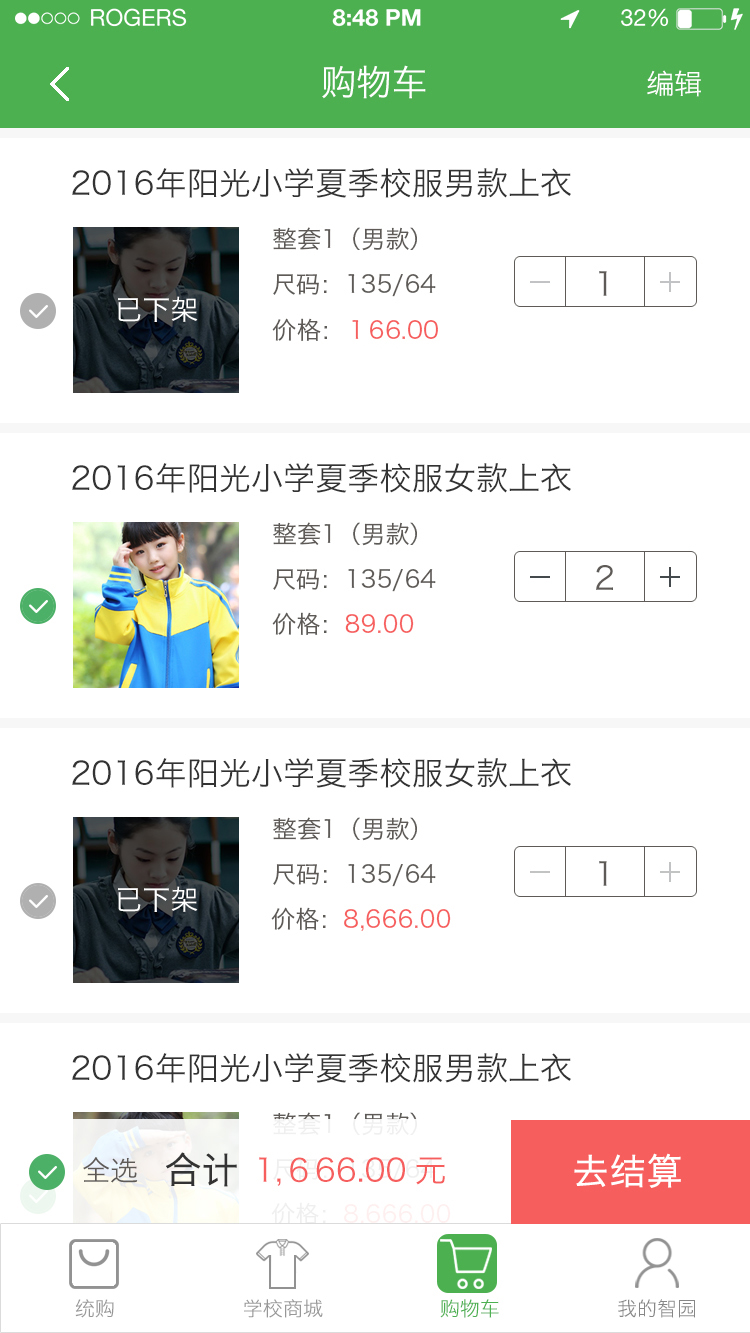 ROGERS 8:48 PM 32%
购物车 编辑
2016年阳光小学夏季校服男款上衣
整套1（男款）
已下架
尺码：135/64
1
价格：166.00
2016年阳光小学夏季校服女款上衣
整套1（男款）
尺码：135/64
2
价格：89.00
2016年阳光小学夏季校服女款上衣
整套1（男款）
已下架
尺码：135/64
1
价格：8,666.00
2016年阳光小学夏季校服男款上衣
整套1（男款）
全选 合计 1,666.00元 去结算
价格：8,666.00
统购 学校商城 购物车 我的智园